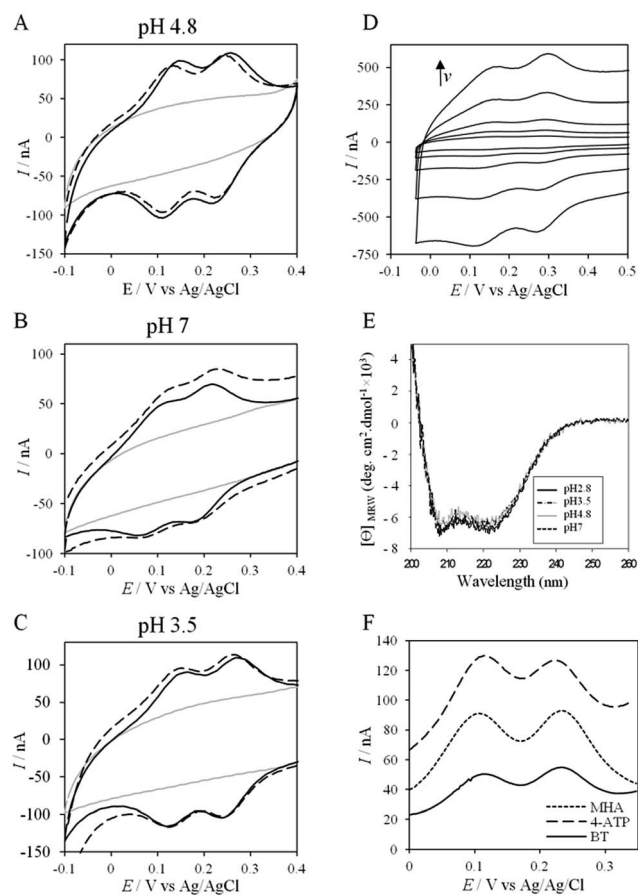 A
pH 4.8
I / nA
100
50
0
-50
-100
-150
-0.1 0 0.1 0.2 0.3 0.4
E / V vs Ag/AgCl
B
pH 7
I / nA
100
50
0
-50
-100
-0.1 0 0.1 0.2 0.3 0.4
E / V vs Ag/AgCl
C
pH 3.5
I / nA
100
50
0
-50
-100
-150
-0.1 0 0.1 0.2 0.3 0.4
E / V vs Ag/AgCl
D
v
I / nA
500
250
0
-250
-500
-750
0.0 0.1 0.2 0.3 0.4 0.5
E / V vs Ag/AgCl
E
[Θ] MRW (deg. cm².dmol⁻¹×10³)
4
2
0
-2
-4
-6
-8
pH2.8
pH3.5
pH4.8
pH7
200 210 220 230 240 250 260
Wavelength (nm)
F
I / nA
140
120
100
80
60
40
20
0
MHA
4-ATP
BT
0 0.1 0.2 0.3
E / V vs Ag/Ag/Cl